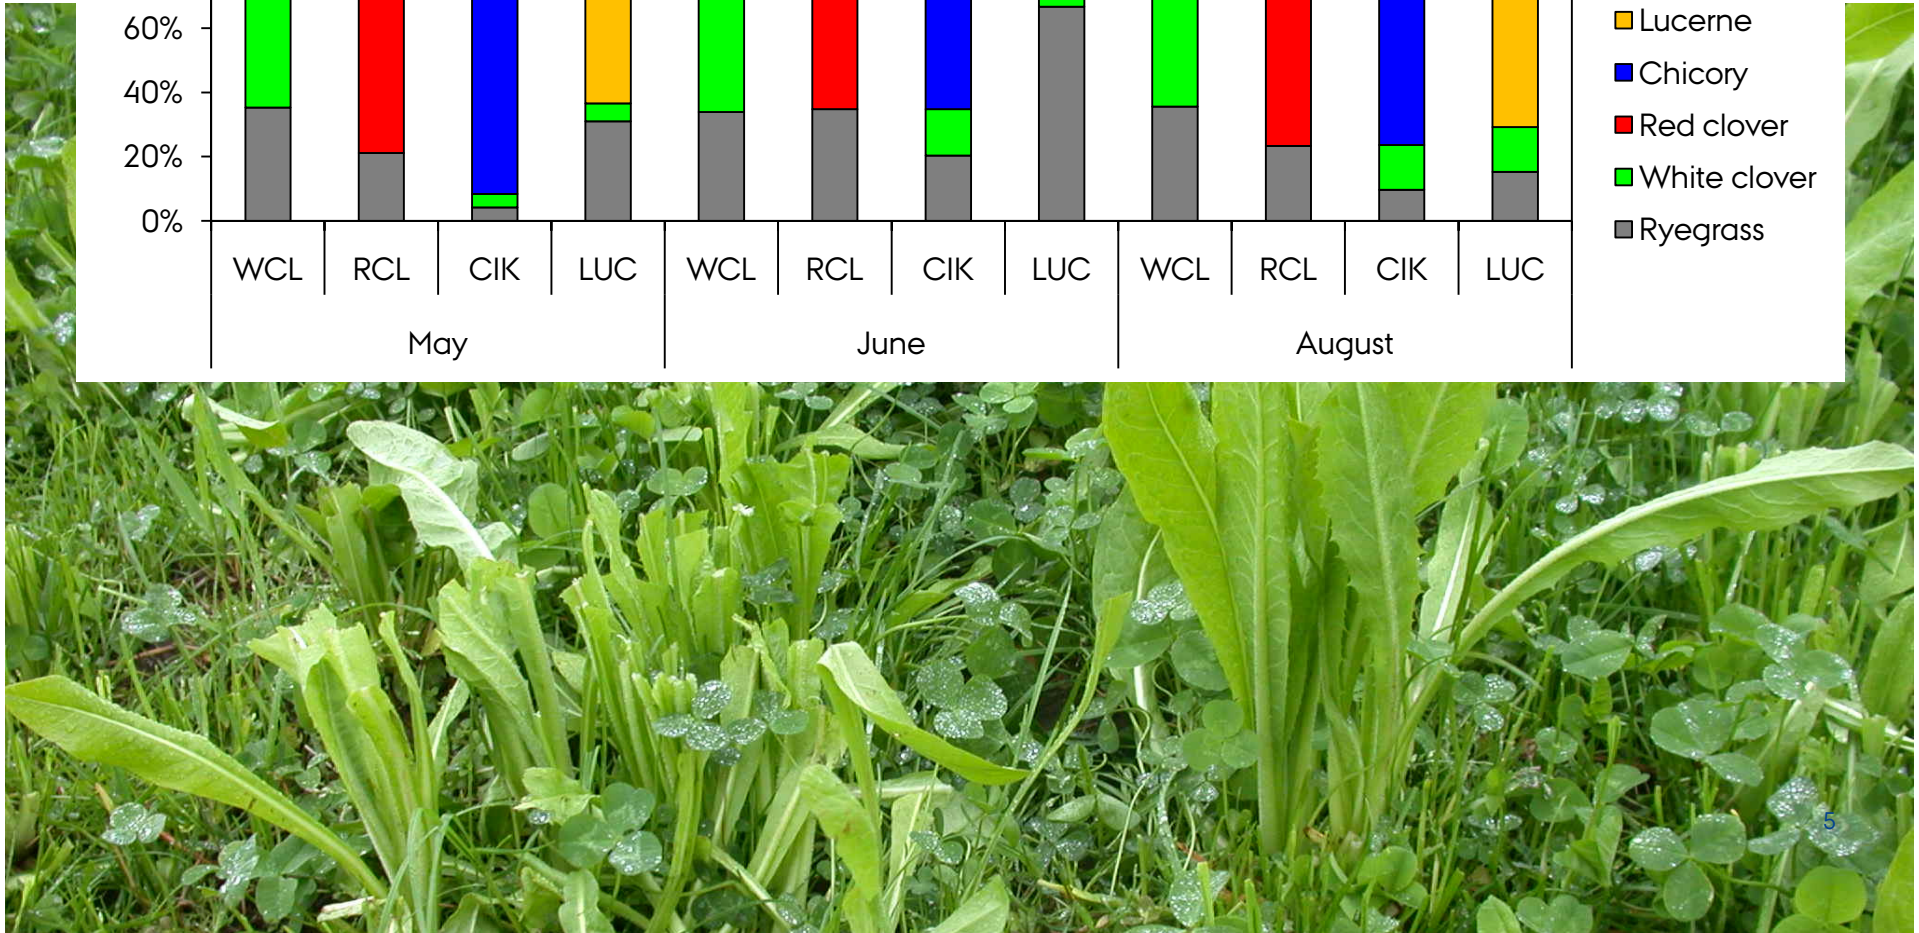 60%
40%
20%
0%
WCL RCL CIK LUC WCL RCL CIK LUC WCL RCL CIK LUC
May June August
Lucerne
Chicory
Red clover
White clover
Ryegrass
5